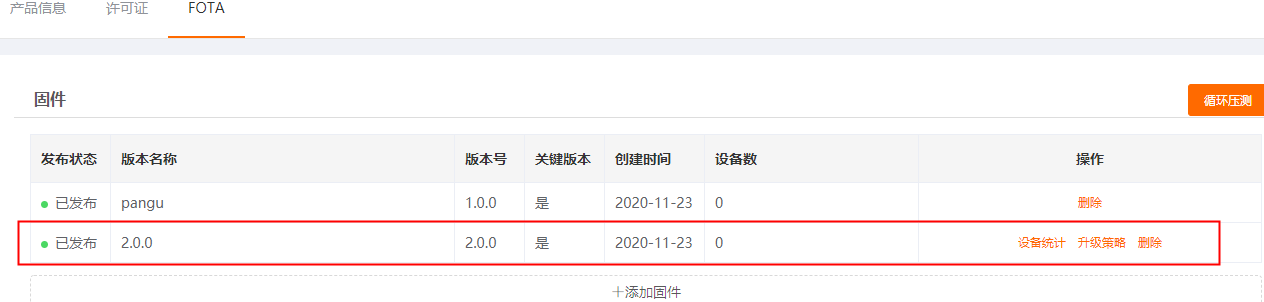 产品信息 许可证 FOTA
固件 循环压测
发布状态 版本名称 版本号 关键版本 创建时间 设备数 操作
已发布 pangu 1.0.0 是 2020-11-23 0 删除
已发布 2.0.0 2.0.0 是 2020-11-23 0 设备统计 升级策略 删除
+添加固件